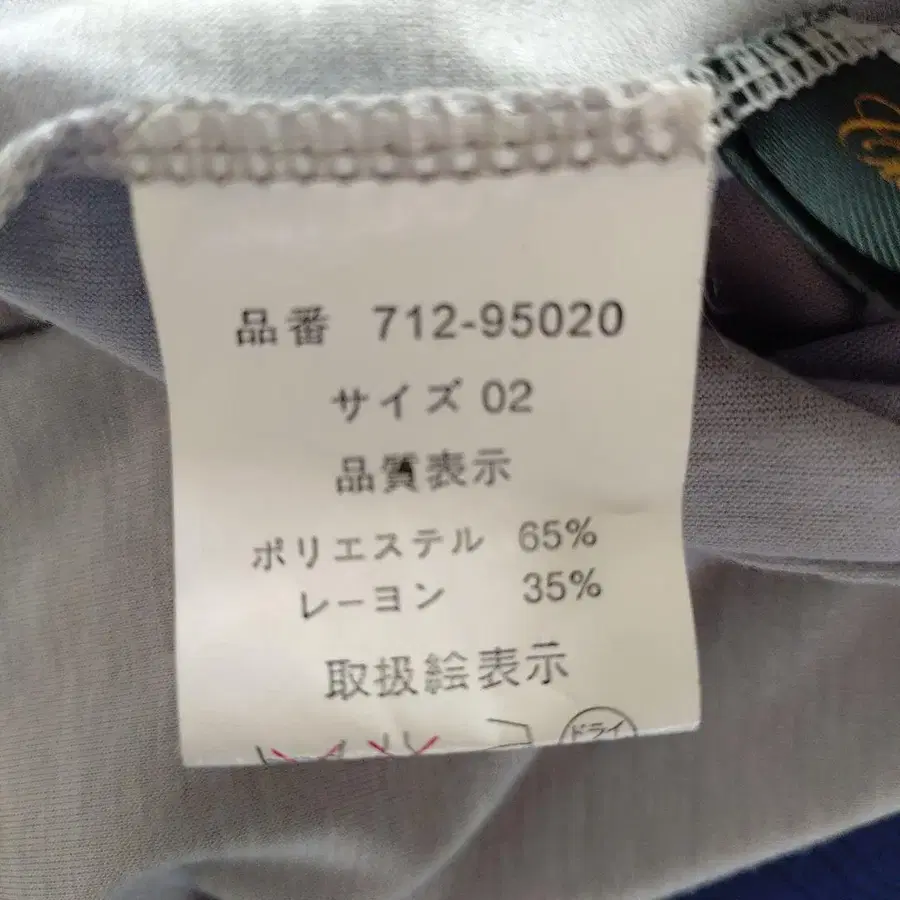 品番 712-95020
サイズ 02
品質表示
ポリエステル 65%
レーヨン 35%
取扱絵表示
ドライ